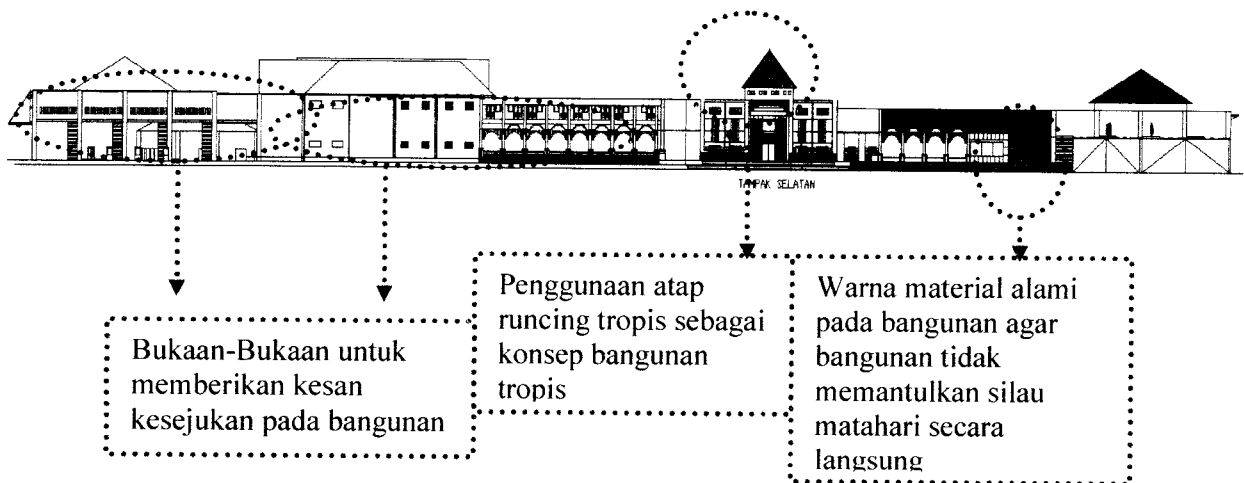 TAMPAK SELATAN
Bukaan-Bukaan untuk
memberikan kesan
kesejukan pada bangunan
Penggunaan atap
runcing tropis sebagai
konsep bangunan
tropis
Warna material alami
pada bangunan agar
bangunan tidak
memantulkan silau
matahari secara
langsung